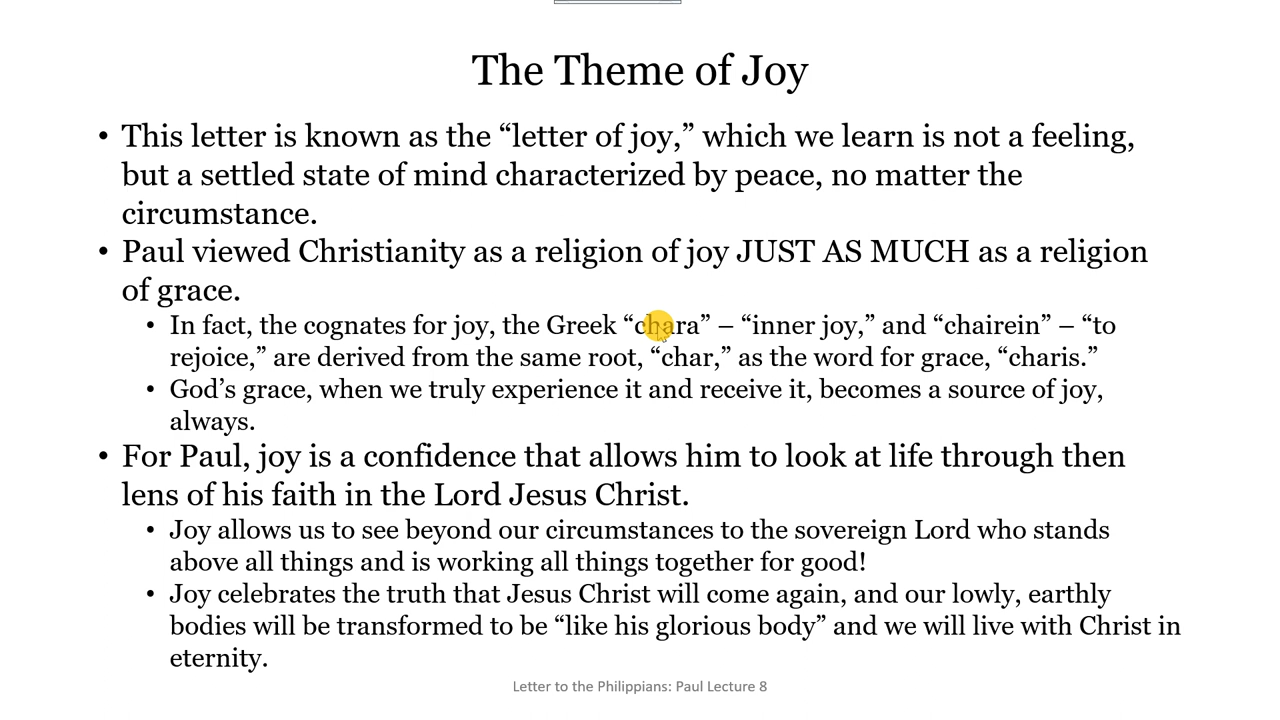 The Theme of Joy
• This letter is known as the “letter of joy,” which we learn is not a feeling,
but a settled state of mind characterized by peace, no matter the
circumstance.
• Paul viewed Christianity as a religion of joy JUST AS MUCH as a religion
of grace.
• In fact, the cognates for joy, the Greek “chara” – “inner joy,” and “chairein” – “to
rejoice,” are derived from the same root, “char,” as the word for grace, “charis.”
• God’s grace, when we truly experience it and receive it, becomes a source of joy,
always.
• For Paul, joy is a confidence that allows him to look at life through then
lens of his faith in the Lord Jesus Christ.
• Joy allows us to see beyond our circumstances to the sovereign Lord who stands
above all things and is working all things together for good!
• Joy celebrates the truth that Jesus Christ will come again, and our lowly, earthly
bodies will be transformed to be “like his glorious body” and we will live with Christ in
eternity.
Letter to the Philippians: Paul Lecture 8